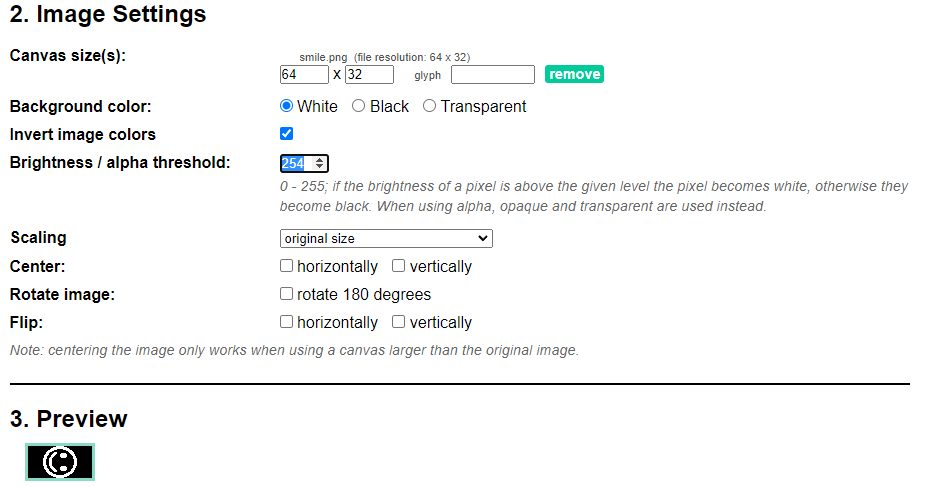 2. Image Settings
Canvas size(s):
smile.png (file resolution: 64 x 32)
64 x 32 glyph remove
Background color: White Black Transparent
Invert image colors
Brightness / alpha threshold: 254
0 - 255; if the brightness of a pixel is above the given level the pixel becomes white, otherwise they
become black. When using alpha, opaque and transparent are used instead.
Scaling original size
Center: horizontally vertically
Rotate image: rotate 180 degrees
Flip: horizontally vertically
Note: centering the image only works when using a canvas larger than the original image.
3. Preview